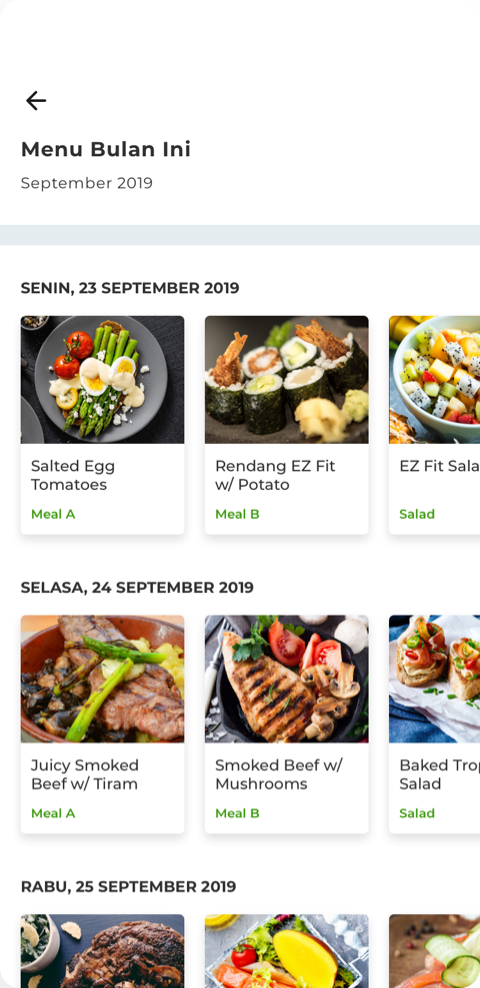 Menu Bulan Ini
September 2019
SENIN, 23 SEPTEMBER 2019
Salted Egg
Tomatoes
Meal A
Rendang EZ Fit
w/ Potato
Meal B
EZ Fit Sala
Salad
SELASA, 24 SEPTEMBER 2019
Juicy Smoked
Beef w/ Tiram
Meal A
Smoked Beef w/
Mushrooms
Meal B
Baked Trop
Salad
Salad
RABU, 25 SEPTEMBER 2019